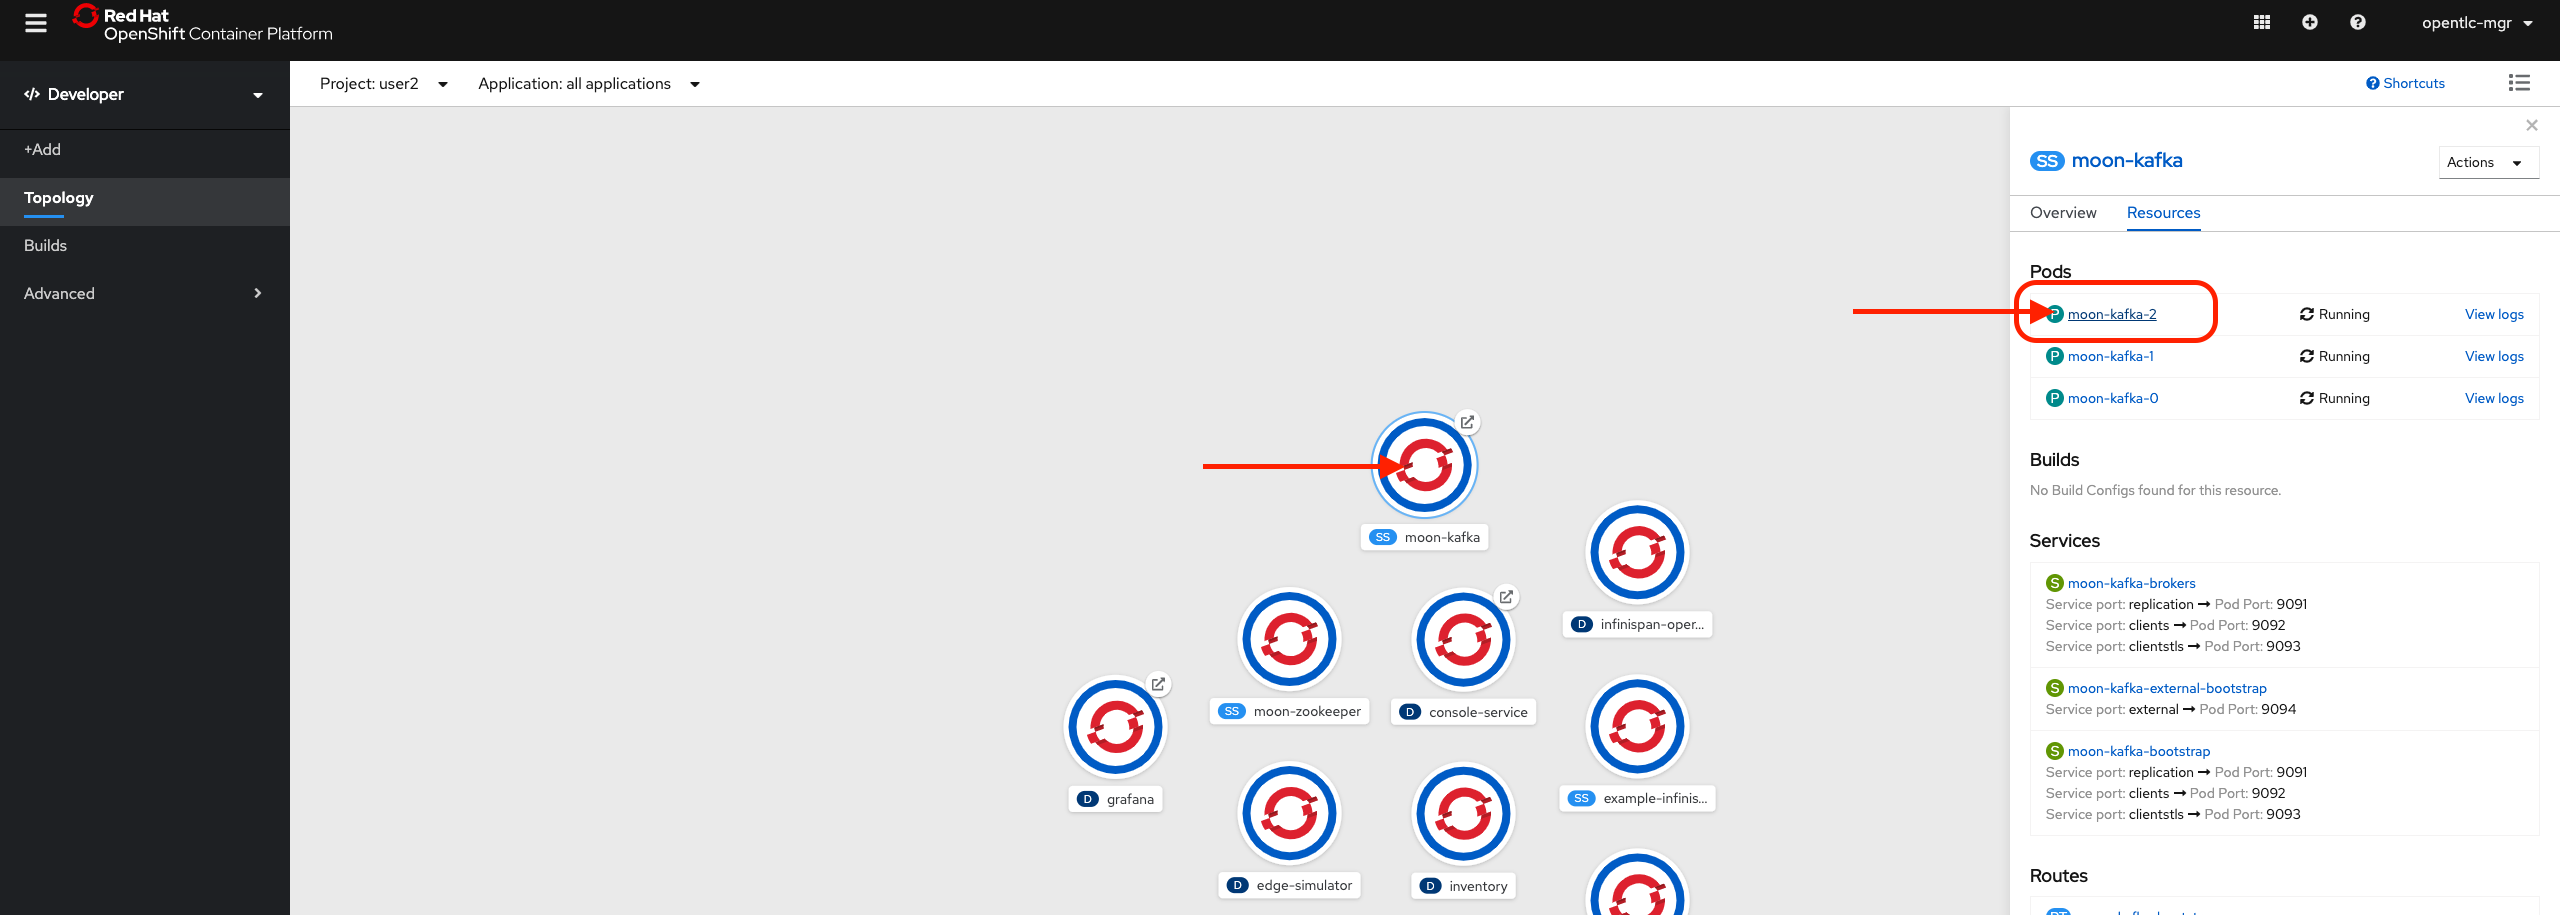 Red Hat
OpenShift Container Platform
opentlc-mgr
Developer
+Add
Topology
Builds
Advanced
Project: user2
Application: all applications
Shortcuts
SS moon-kafka
SS moon-zookeeper
D console-service
D infinispan-oper...
D grafana
SS example-infinis...
D edge-simulator
D inventory
SS moon-kafka
Actions
Overview
Resources
Pods
P moon-kafka-2 Running View logs
P moon-kafka-1 Running View logs
P moon-kafka-0 Running View logs
Builds
No Build Configs found for this resource.
Services
S moon-kafka-brokers
Service port: replication → Pod Port: 9091
Service port: clients → Pod Port: 9092
Service port: clientstls → Pod Port: 9093
S moon-kafka-external-bootstrap
Service port: external → Pod Port: 9094
S moon-kafka-bootstrap
Service port: replication → Pod Port: 9091
Service port: clients → Pod Port: 9092
Service port: clientstls → Pod Port: 9093
Routes